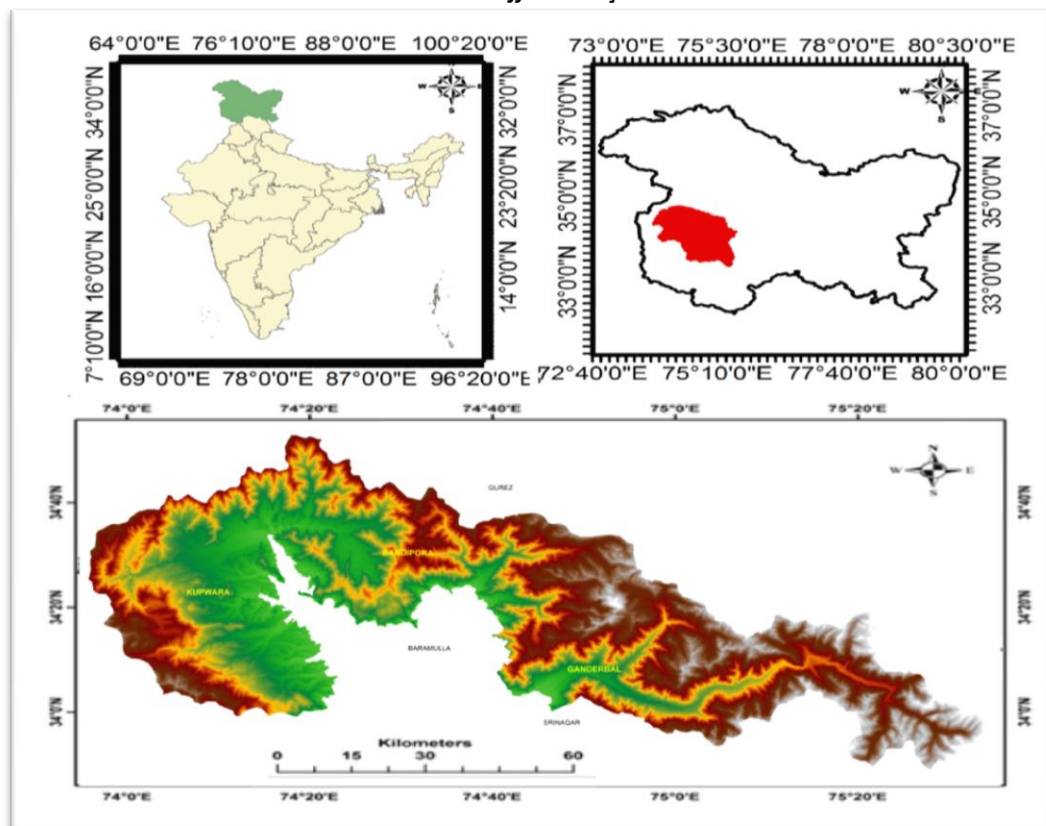 64°0'0"E 76°10'0"E 88°0'0"E 100°20'0"E
34°0'0"N
25°0'0"N
16°0'0"N
7°10'0"N
32°0'0"N
23°20'0"N
14°0'0"N
W
S
69°0'0"E 78°0'0"E 87°0'0"E 96°20'0"E
73°0'0"E 75°30'0"E 78°0'0"E 80°30'0"E
37°0'0"N
35°0'0"N
33°0'0"N
37°0'0"N
35°0'0"N
33°0'0"N
W E
S
72°40'0"E 75°10'0"E 77°40'0"E 80°0'0"E
74°0'E 74°20'E 74°40'E 75°0'E 75°20'E
34°40'N
34°20'N
34°0'N
34°40'N
34°20'N
34°0'N
N
W E
S
GUREZ
BANDIPORA
KUPWARA
BARAMULLA
GANDERBAL
SRINAGAR
Kilometers
0 15 30 60
74°0'E 74°20'E 74°40'E 75°0'E 75°20'E